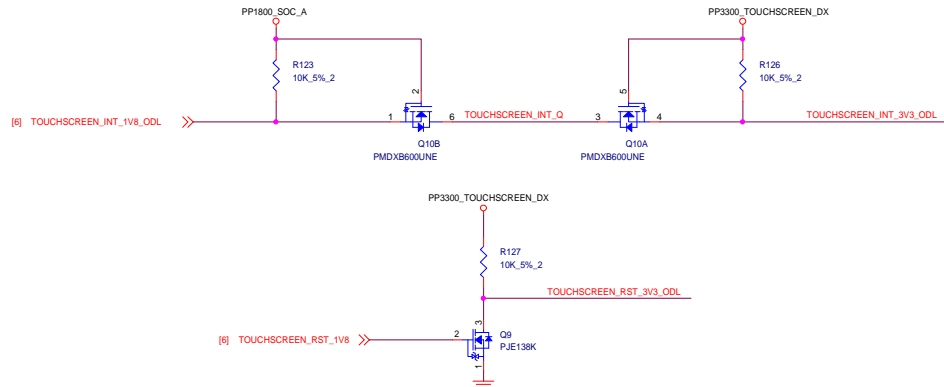 PP1800_SOC_A
PP3300_TOUCHSCREEN_DX
R123
10K_5%_2
R126
10K_5%_2
2
5
[6] TOUCHSCREEN_INT_1V8_ODL
1
6
TOUCHSCREEN_INT_Q
3
4
TOUCHSCREEN_INT_3V3_ODL
Q10B
PMDXB600UNE
Q10A
PMDXB600UNE
PP3300_TOUCHSCREEN_DX
R127
10K_5%_2
TOUCHSCREEN_RST_3V3_ODL
3
[6] TOUCHSCREEN_RST_1V8
2
Q9
PJE138K
1